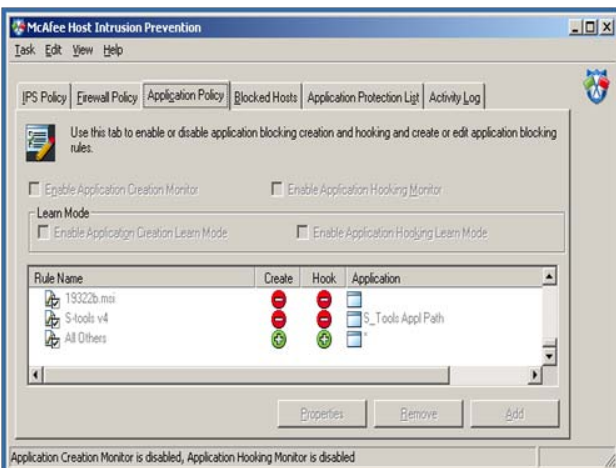 McAfee Host Intrusion Prevention
Task Edit View Help
IPS Policy Firewall Policy Application Policy Blocked Hosts Application Protection List Activity Log
Use this tab to enable or disable application blocking creation and hooking and create or edit application blocking
rules.
Enable Application Creation Monitor Enable Application Hooking Monitor
Learn Mode
Enable Application Creation Learn Mode Enable Application Hooking Learn Mode
Rule Name Create Hook Application
19322b.msi
S-tools v4 S_Tools Appl Path
All Others *
Properties Remove Add
Application Creation Monitor is disabled, Application Hooking Monitor is disabled